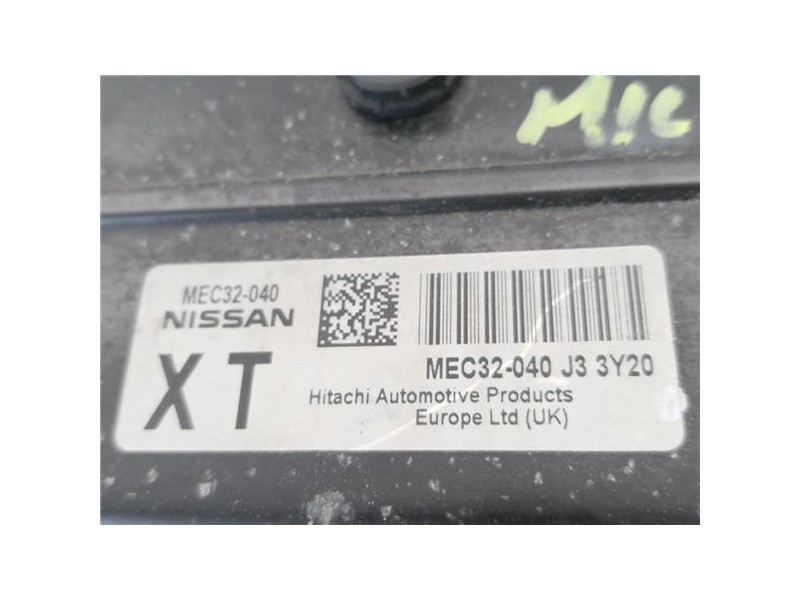 MIC
MEC32-040
NISSAN
XT
MEC32-040 J3 3Y20
Hitachi Automotive Products
Europe Ltd (UK)